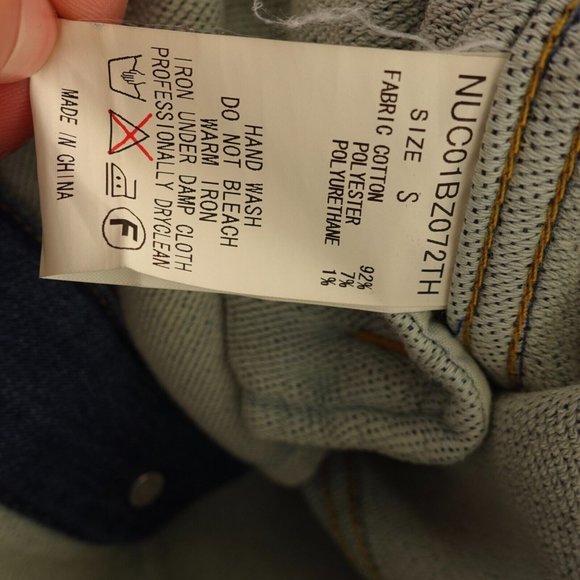 NUC01BZ072TH
SIZE S
FABRIC COTTON 92%
POLYESTER 7%
POLYURETHANE 1%
HAND WASH
DO NOT BLEACH
WARM IRON
IRON UNDER DAMP CLOTH
PROFESSIONALLY DRYCLEAN
F
MADE IN CHINA